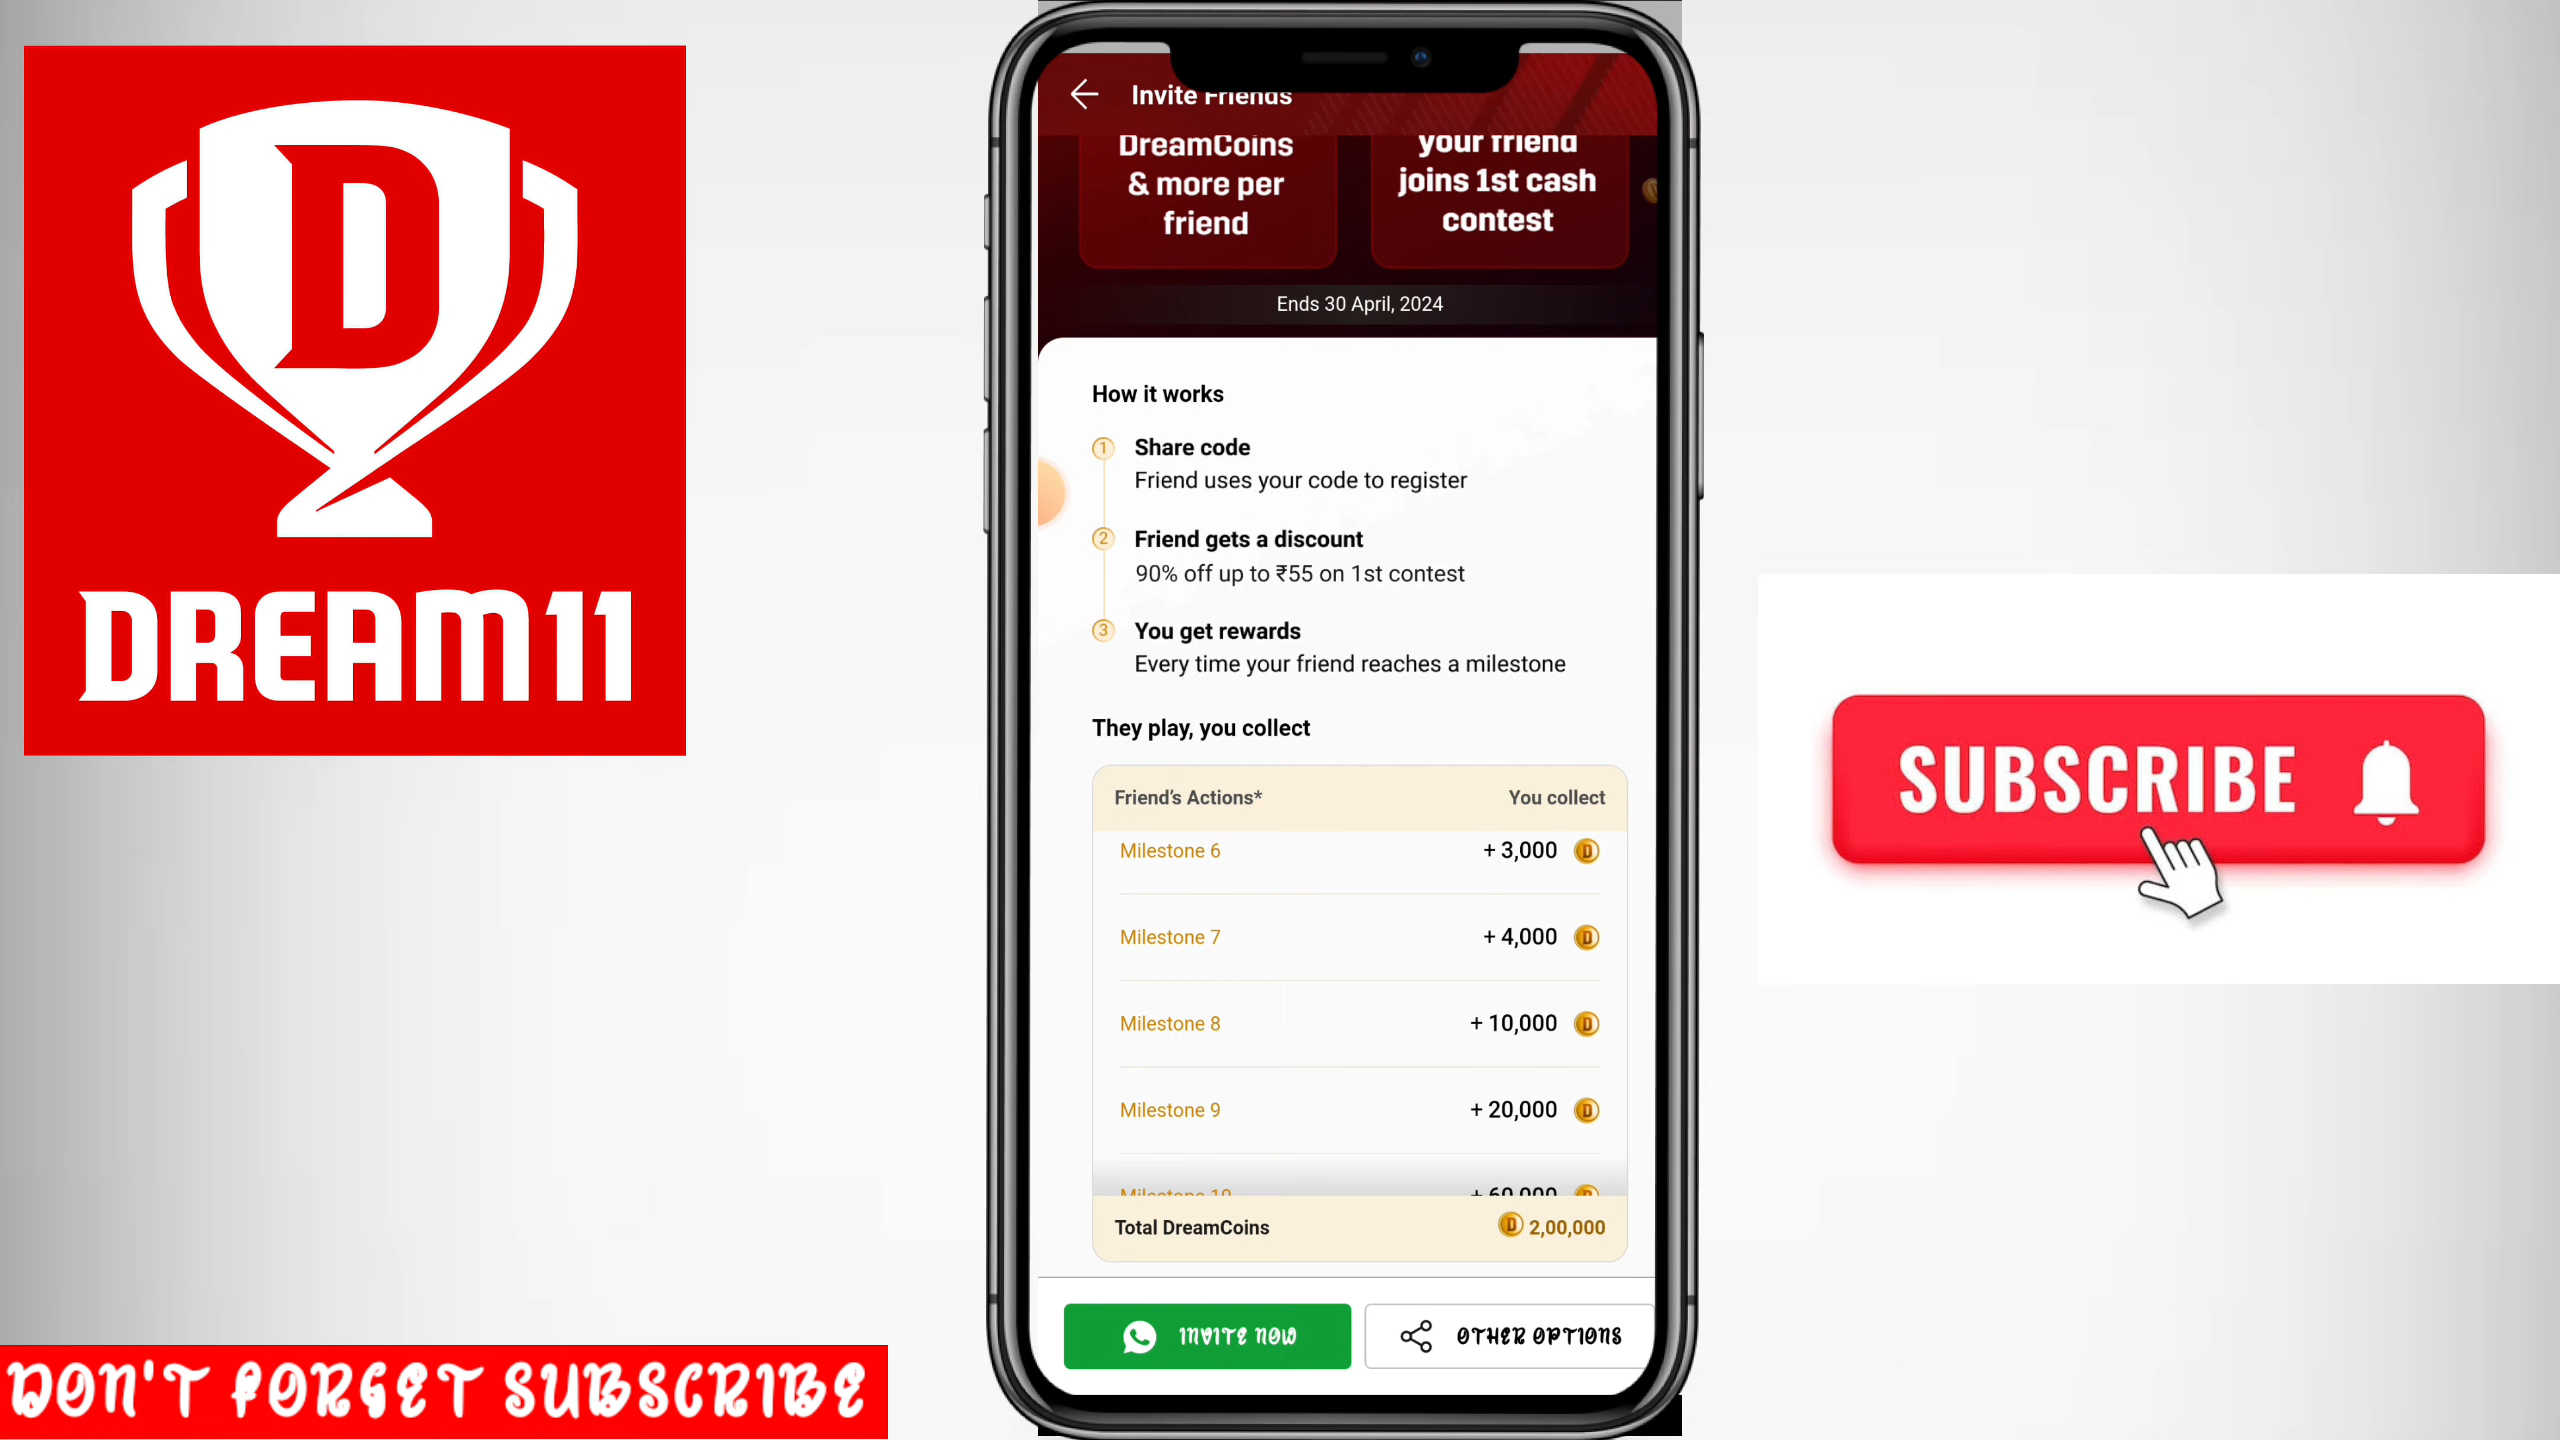 DREAM11
DON'T FORGET SUBSCRIBE
Invite Friends
DreamCoins
& more per
friend
your friend
joins 1st cash
contest
Ends 30 April, 2024
How it works
1 Share code
Friend uses your code to register
2 Friend gets a discount
90% off up to ₹55 on 1st contest
3 You get rewards
Every time your friend reaches a milestone
They play, you collect
Friend's Actions* You collect
Milestone 6 + 3,000
Milestone 7 + 4,000
Milestone 8 + 10,000
Milestone 9 + 20,000
Milestone 10 + 60,000
Total DreamCoins 2,00,000
INVITE NOW
OTHER OPTIONS
SUBSCRIBE